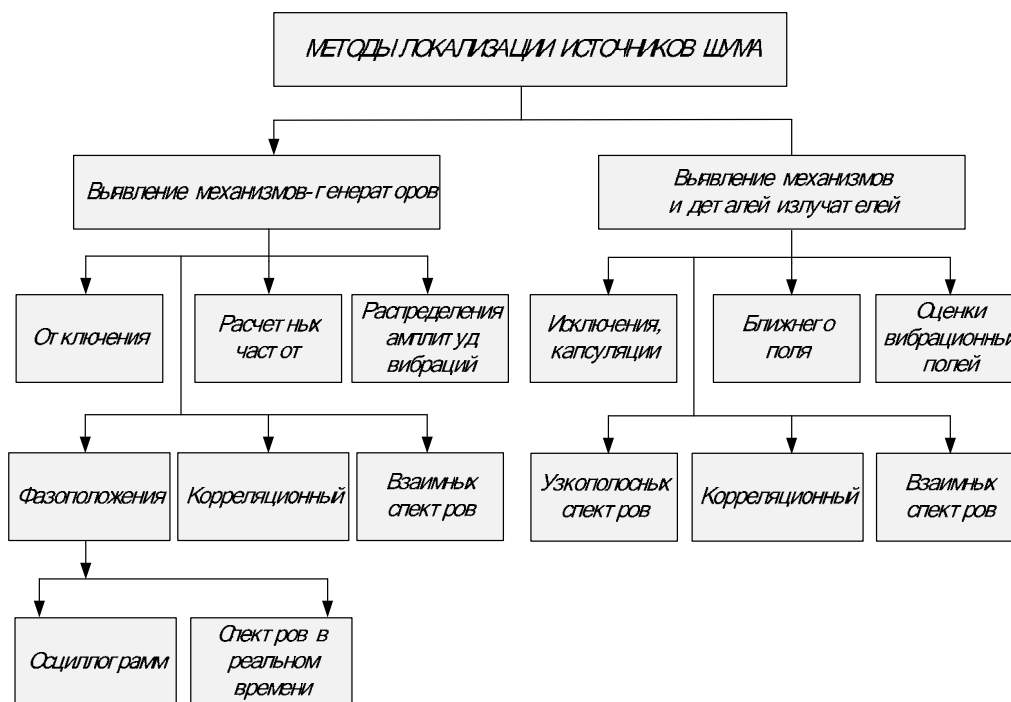 МЕТОДЫ ЛОКАЛИЗАЦИИ ИСТОЧНИКОВ ШУМА
Выявление механизмов-генераторов
Выявление механизмов
и деталей излучателей
Отключения
Расчетных
частот
Распределения
амплитуд
вибраций
Исключения,
капсуляции
Ближнего
поля
Оценки
вибрационных
полей
Фазоположения
Корреляционный
Взаимных
спектров
Узкополосных
спектров
Корреляционный
Взаимных
спектров
Осциллограмм
Спектров в
реальном
времени